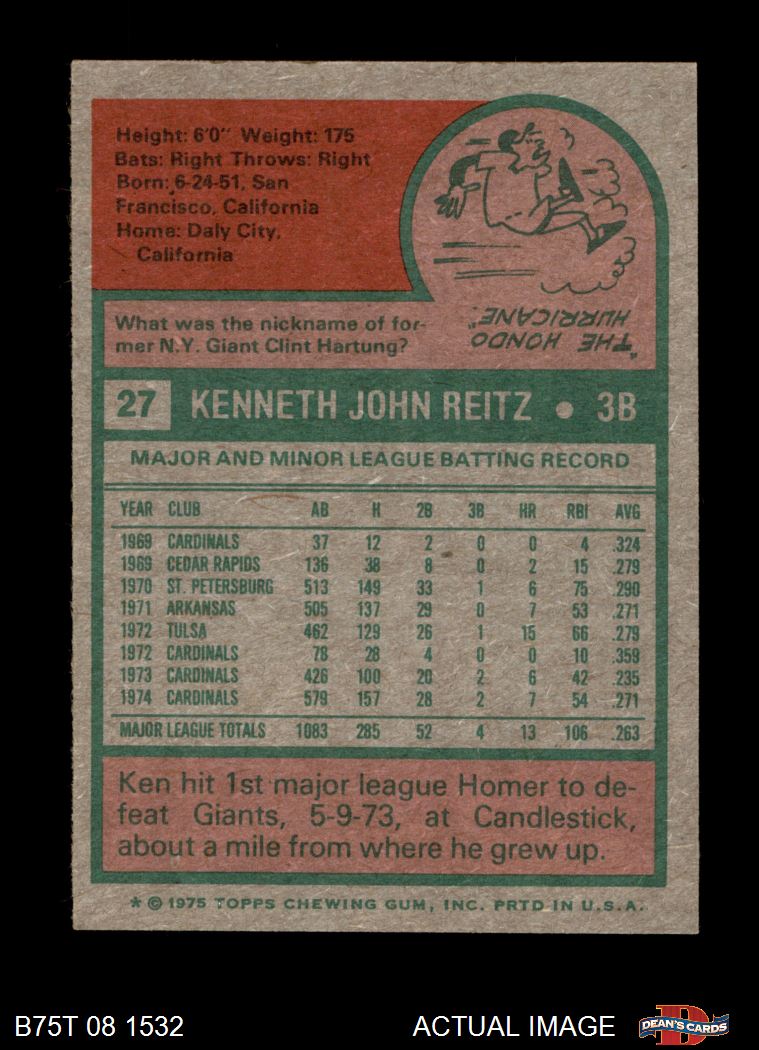 Height: 6'0" Weight: 175
Bats: Right Throws: Right
Born: 6-24-51, San
Francisco, California
Home: Daly City,
California
What was the nickname of for-
mer N.Y. Giant Clint Hartung?
"THE HONDO
HURRICANE"
27 KENNETH JOHN REITZ • 3B
MAJOR AND MINOR LEAGUE BATTING RECORD
YEAR CLUB AB H 2B 3B HR RBI AVG
1969 CARDINALS 37 12 2 0 0 4 .324
1969 CEDAR RAPIDS 136 38 8 0 2 15 .279
1970 ST. PETERSBURG 513 149 33 1 6 75 .290
1971 ARKANSAS 505 137 29 0 7 53 .271
1972 TULSA 462 129 26 1 15 66 .279
1972 CARDINALS 78 28 4 0 0 10 .359
1973 CARDINALS 426 100 20 2 6 42 .235
1974 CARDINALS 579 157 28 2 7 54 .271
MAJOR LEAGUE TOTALS 1083 285 52 4 13 106 .263
Ken hit 1st major league Homer to de-
feat Giants, 5-9-73, at Candlestick,
about a mile from where he grew up.
* © 1975 TOPPS CHEWING GUM, INC. PRTD IN U.S.A.
B75T 08 1532 ACTUAL IMAGE DEAN'S CARDS